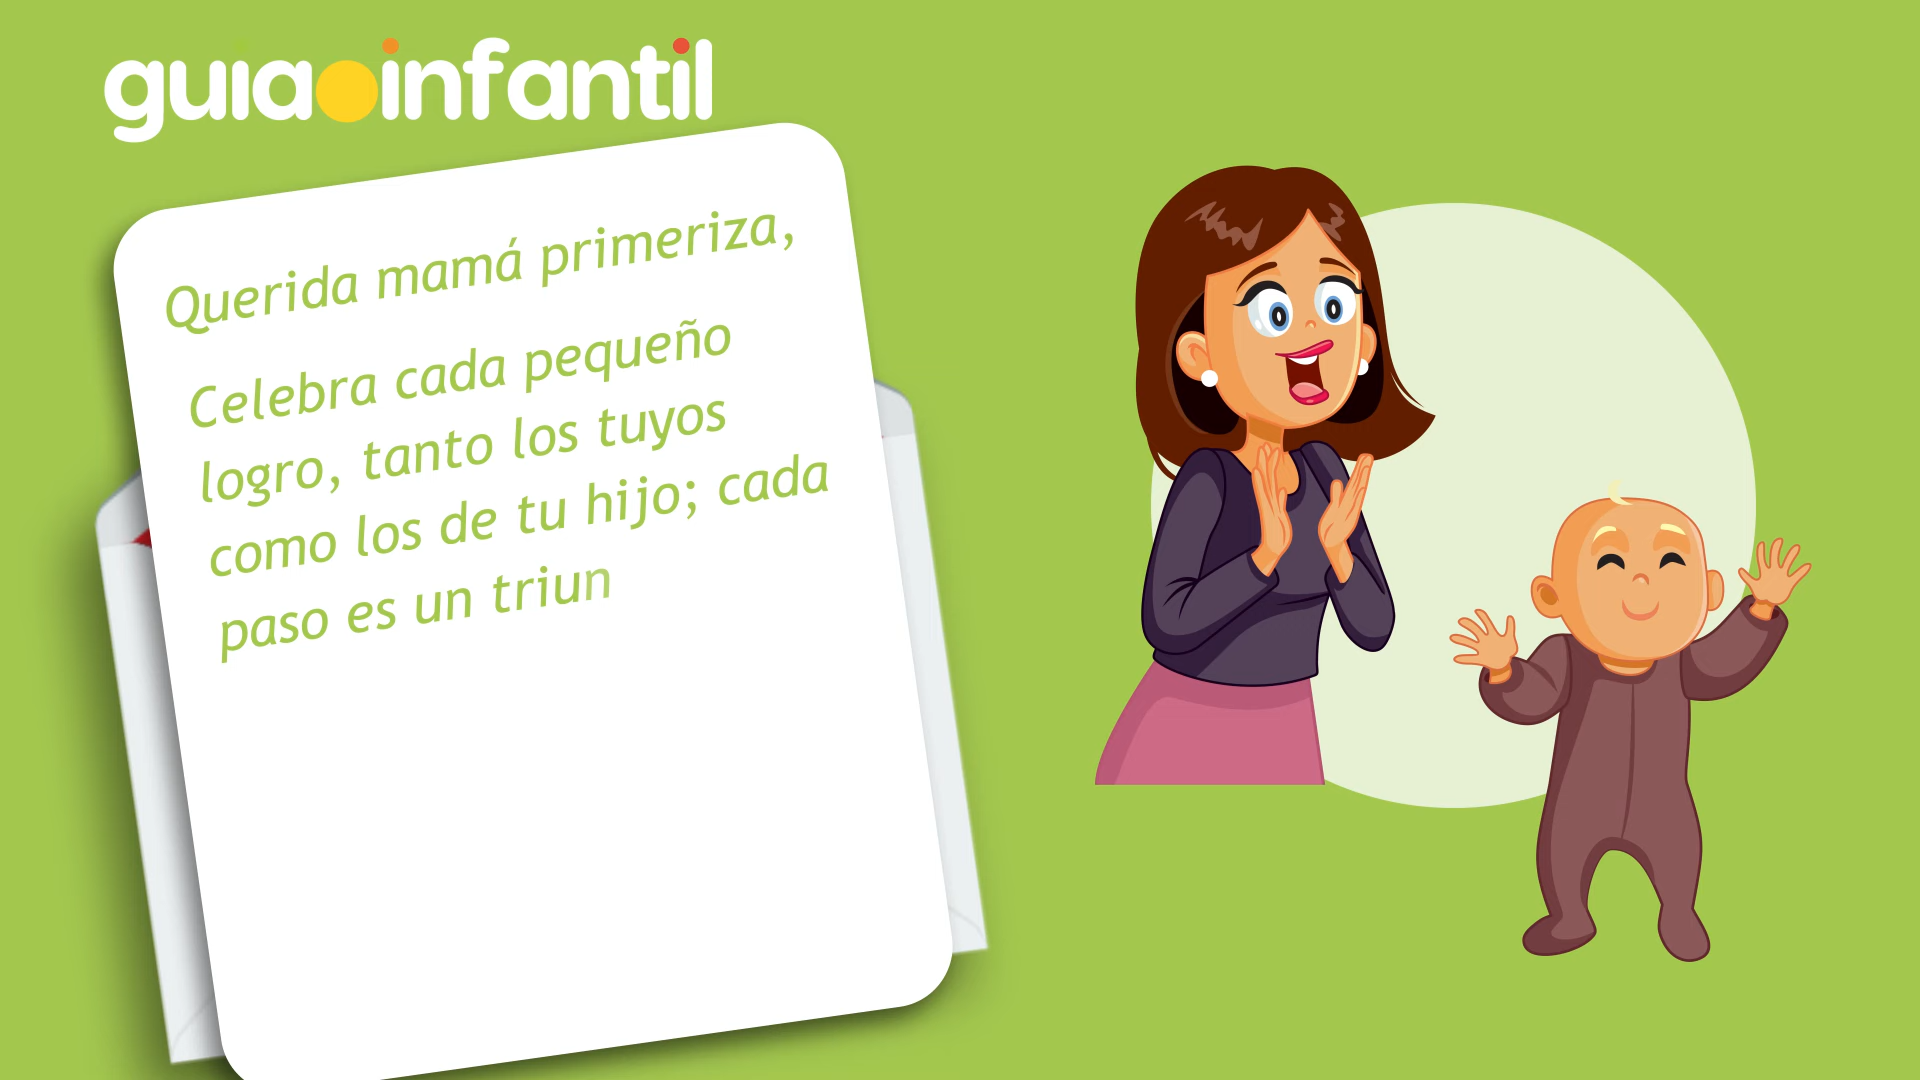 guiainfantil
Querida mamá primeriza,
Celebra cada pequeño
logro, tanto los tuyos
como los de tu hijo; cada
paso es un triun